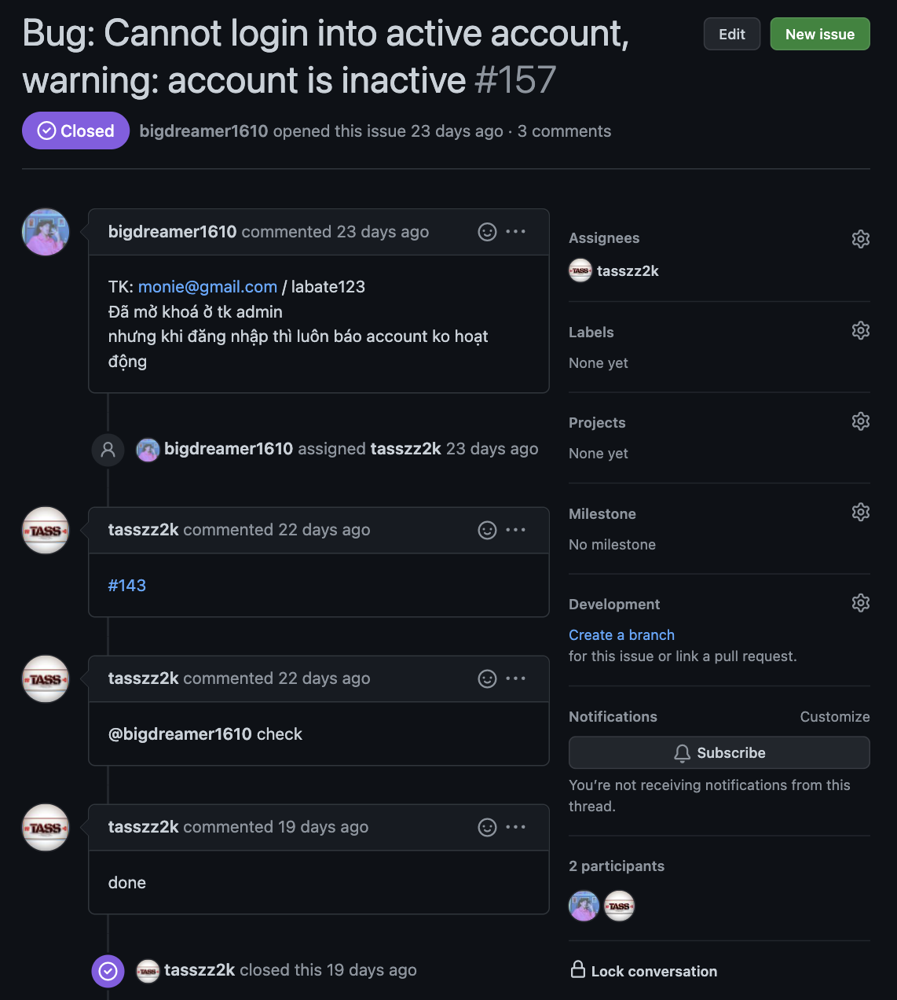 Bug: Cannot login into active account,
warning: account is inactive #157
Edit
New issue
Closed
bigdreamer1610 opened this issue 23 days ago · 3 comments
bigdreamer1610 commented 23 days ago
TK: monie@gmail.com / labate123
Đã mở khoá ở tk admin
nhưng khi đăng nhập thì luôn báo account ko hoạt
động
bigdreamer1610 assigned tasszz2k 23 days ago
TASS
tasszz2k commented 22 days ago
#143
TASS
tasszz2k commented 22 days ago
@bigdreamer1610 check
TASS
tasszz2k commented 19 days ago
done
TASS
tasszz2k closed this 19 days ago
Assignees
TASS
tasszz2k
Labels
None yet
Projects
None yet
Milestone
No milestone
Development
Create a branch
for this issue or link a pull request.
Notifications
Customize
Subscribe
You're not receiving notifications from this
thread.
2 participants
TASS
Lock conversation